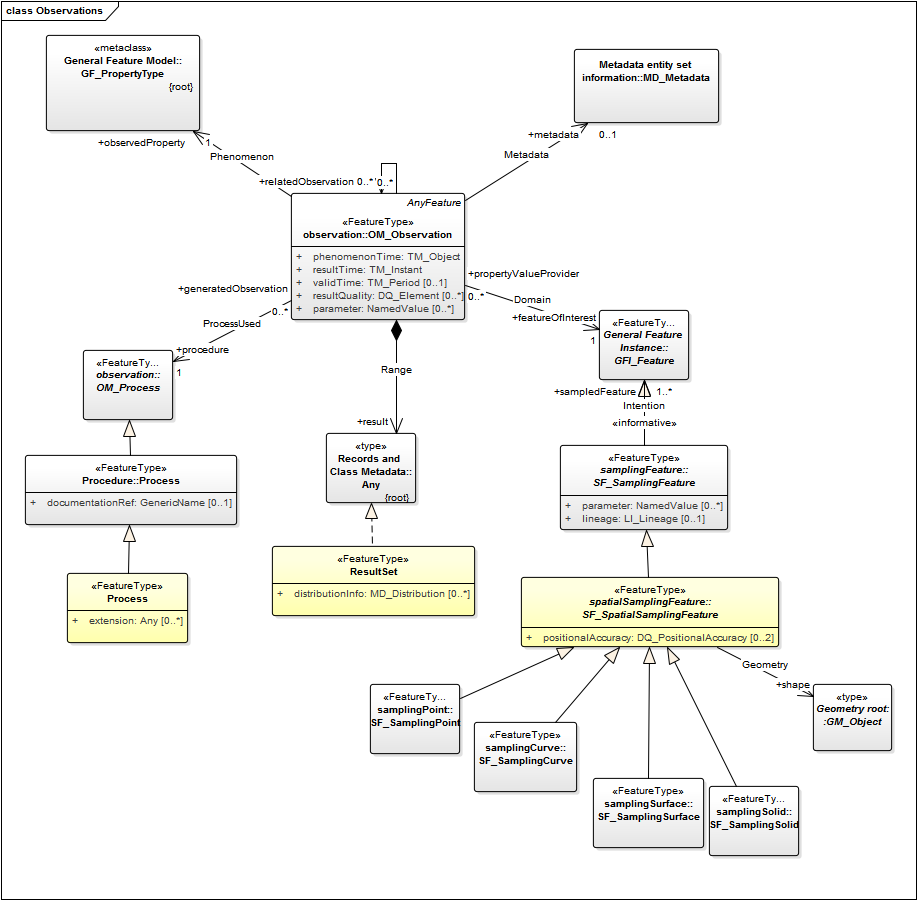 class Observations
«metaclass»
General Feature Model::
GF_PropertyType
{root}
Metadata entity set
information::MD_Metadata
+observedProperty
1
Phenomenon
+metadata
0..1
Metadata
+relatedObservation 0..*
0..*
AnyFeature
«FeatureType»
observation::OM_Observation
+ phenomenonTime: TM_Object
+ resultTime: TM_Instant
+ validTime: TM_Period [0..1]
+ resultQuality: DQ_Element [0..*]
+ parameter: NamedValue [0..*]
+propertyValueProvider
0..*
Domain
+featureOfInterest
1
+generatedObservation
0..*
ProcessUsed
+procedure
1
«FeatureTy...
General Feature
Instance::
GFI_Feature
«FeatureTy...
observation::
OM_Process
Range
+result
+sampledFeature
1..*
Intention
«informative»
«type»
Records and
Class Metadata::
Any
{root}
«FeatureType»
Procedure::Process
+ documentationRef: GenericName [0..1]
«FeatureType»
samplingFeature::
SF_SamplingFeature
+ parameter: NamedValue [0..*]
+ lineage: LI_Lineage [0..1]
«FeatureType»
ResultSet
+ distributionInfo: MD_Distribution [0..*]
«FeatureType»
Process
+ extension: Any [0..*]
«FeatureType»
spatialSamplingFeature::
SF_SpatialSamplingFeature
+ positionalAccuracy: DQ_PositionalAccuracy [0..2]
Geometry
+shape
«FeatureTy...
samplingPoint::
SF_SamplingPoint
«type»
Geometry root:
:GM_Object
«FeatureType»
samplingCurve::
SF_SamplingCurve
«FeatureType»
samplingSurface::
SF_SamplingSurface
«FeatureTy...
samplingSolid::
SF_SamplingSolid